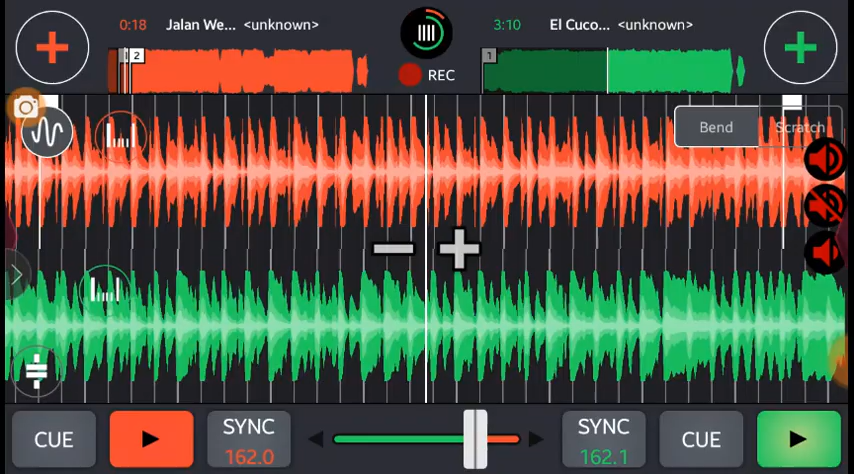 0:18 Jalan We... <unknown>
3:10 El Cuco... <unknown>
1 2
REC
1
Bend Scratch
CUE
SYNC
162.0
SYNC
162.1
CUE